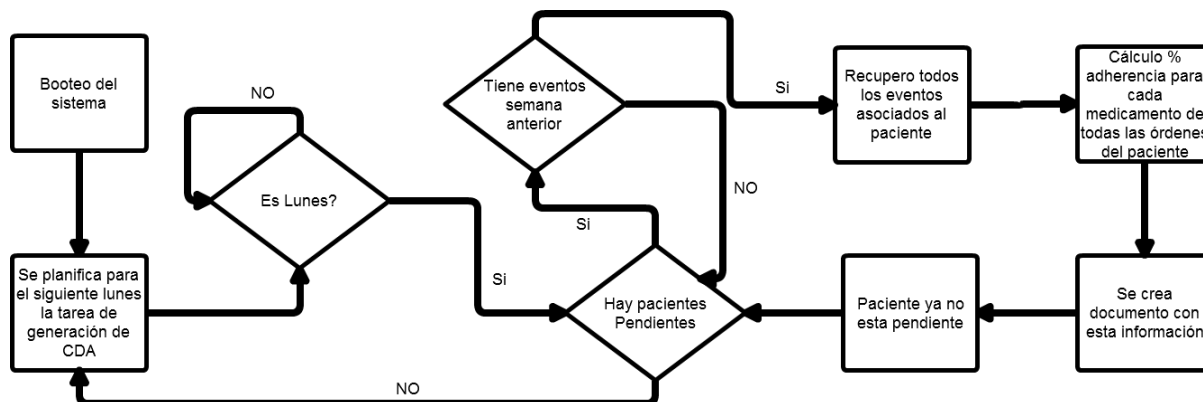 Booteo del
sistema
Se planifica para
el siguiente lunes
la tarea de
generación de
CDA
NO
Es Lunes?
Si
Tiene eventos
semana
anterior
Si
NO
Si
Hay pacientes
Pendientes
NO
Recupero todos
los eventos
asociados al
paciente
Cálculo %
adherencia para
cada
medicamento de
todas las órdenes
del paciente
Se crea
documento con
esta información
Paciente ya no
esta pendiente